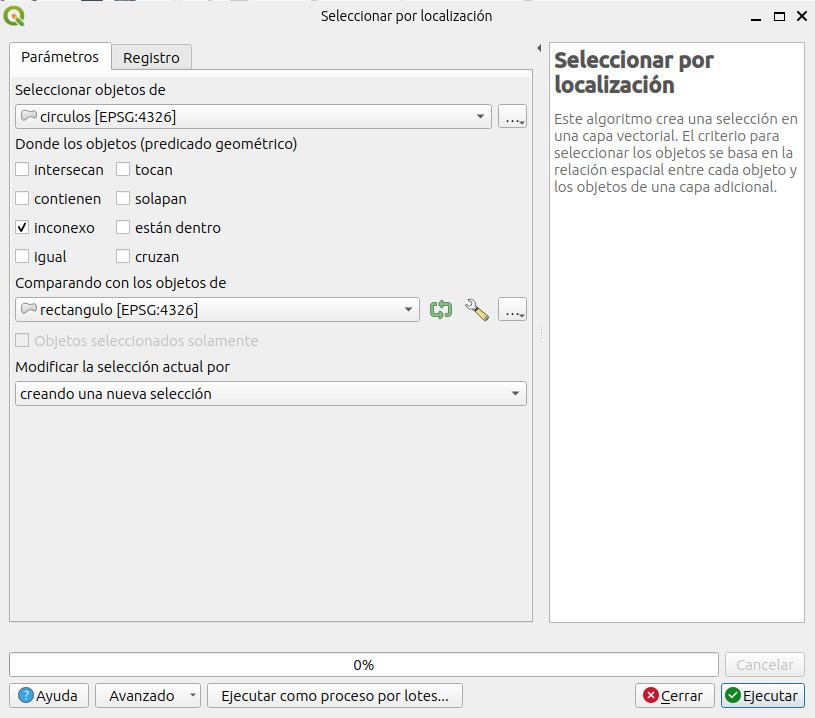 Seleccionar por localización
Parámetros Registro
Seleccionar objetos de
circulos [EPSG:4326] ...
Donde los objetos (predicado geométrico)
intersecan tocan
contienen solapan
inconexo están dentro
igual cruzan
Comparando con los objetos de
rectangulo [EPSG:4326] ...
Objetos seleccionados solamente
Modificar la selección actual por
creando una nueva selección
Seleccionar por
localización
Este algoritmo crea una selección en
una capa vectorial. El criterio para
seleccionar los objetos se basa en la
relación espacial entre cada objeto y
los objetos de una capa adicional.
0% Cancelar
Ayuda Avanzado Ejecutar como proceso por lotes... Cerrar Ejecutar